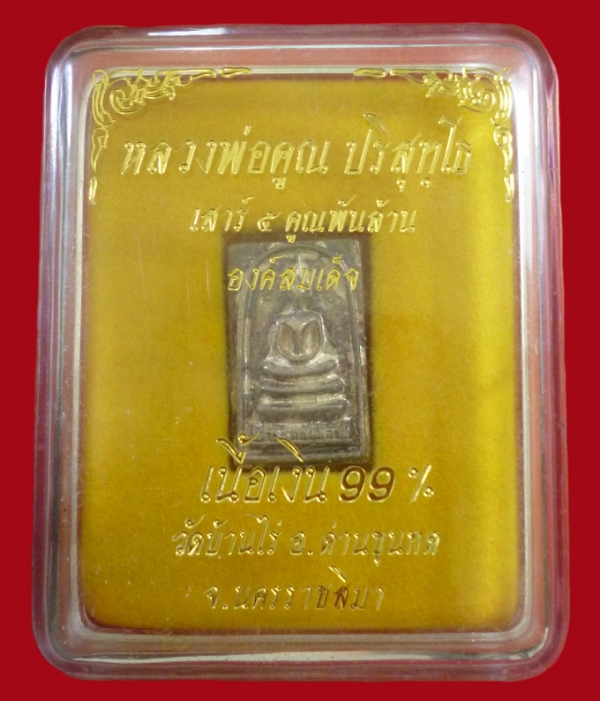 หลวงพ่อคูณ ปริสุทฺโธ
เสาร์ ๕ คูณพันล้าน
องค์สมเด็จ
เนื้อเงิน 99 %
วัดบ้านไร่ อ.ด่านขุนทด
จ.นครราชสีมา